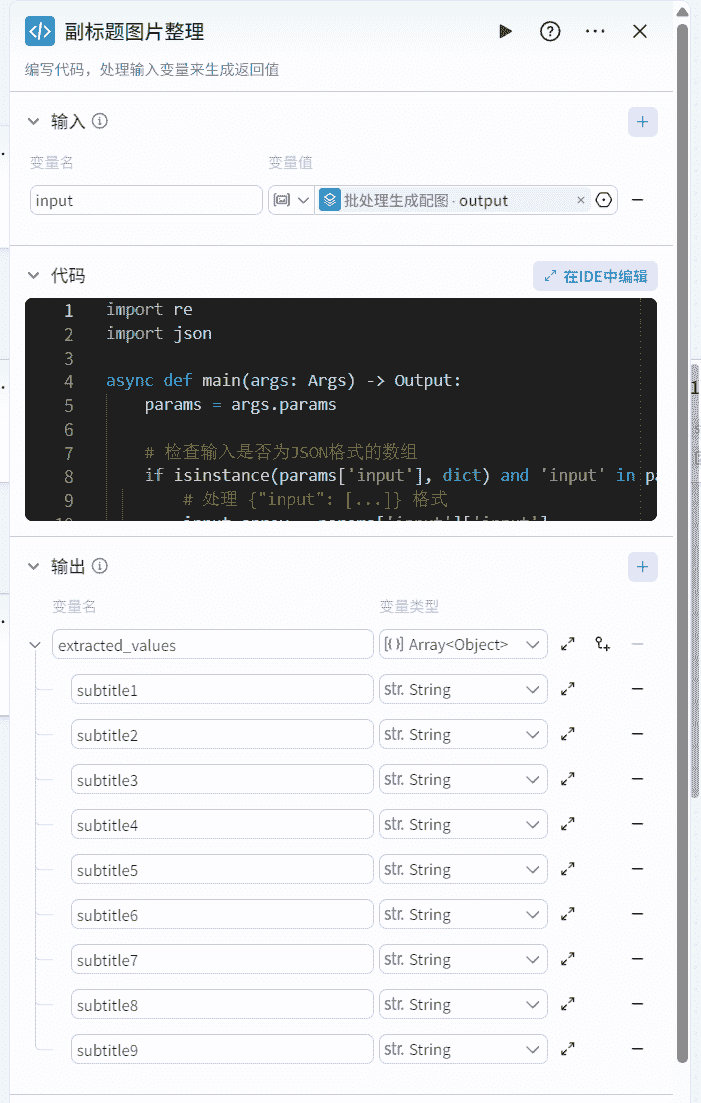 副标题图片整理
编写代码，处理输入变量来生成返回值
输入
变量名 变量值
input 批处理生成配图 · output
代码 在IDE中编辑
1 import re
2 import json
3
4 async def main(args: Args) -> Output:
5 params = args.params
6
7 # 检查输入是否为JSON格式的数组
8 if isinstance(params['input'], dict) and 'input' in pa
9 # 处理 {"input": [...]} 格式
10 input_array = params['input']['input']
输出
变量名 变量类型
extracted_values [{}] Array<Object>
subtitle1 str. String
subtitle2 str. String
subtitle3 str. String
subtitle4 str. String
subtitle5 str. String
subtitle6 str. String
subtitle7 str. String
subtitle8 str. String
subtitle9 str. String